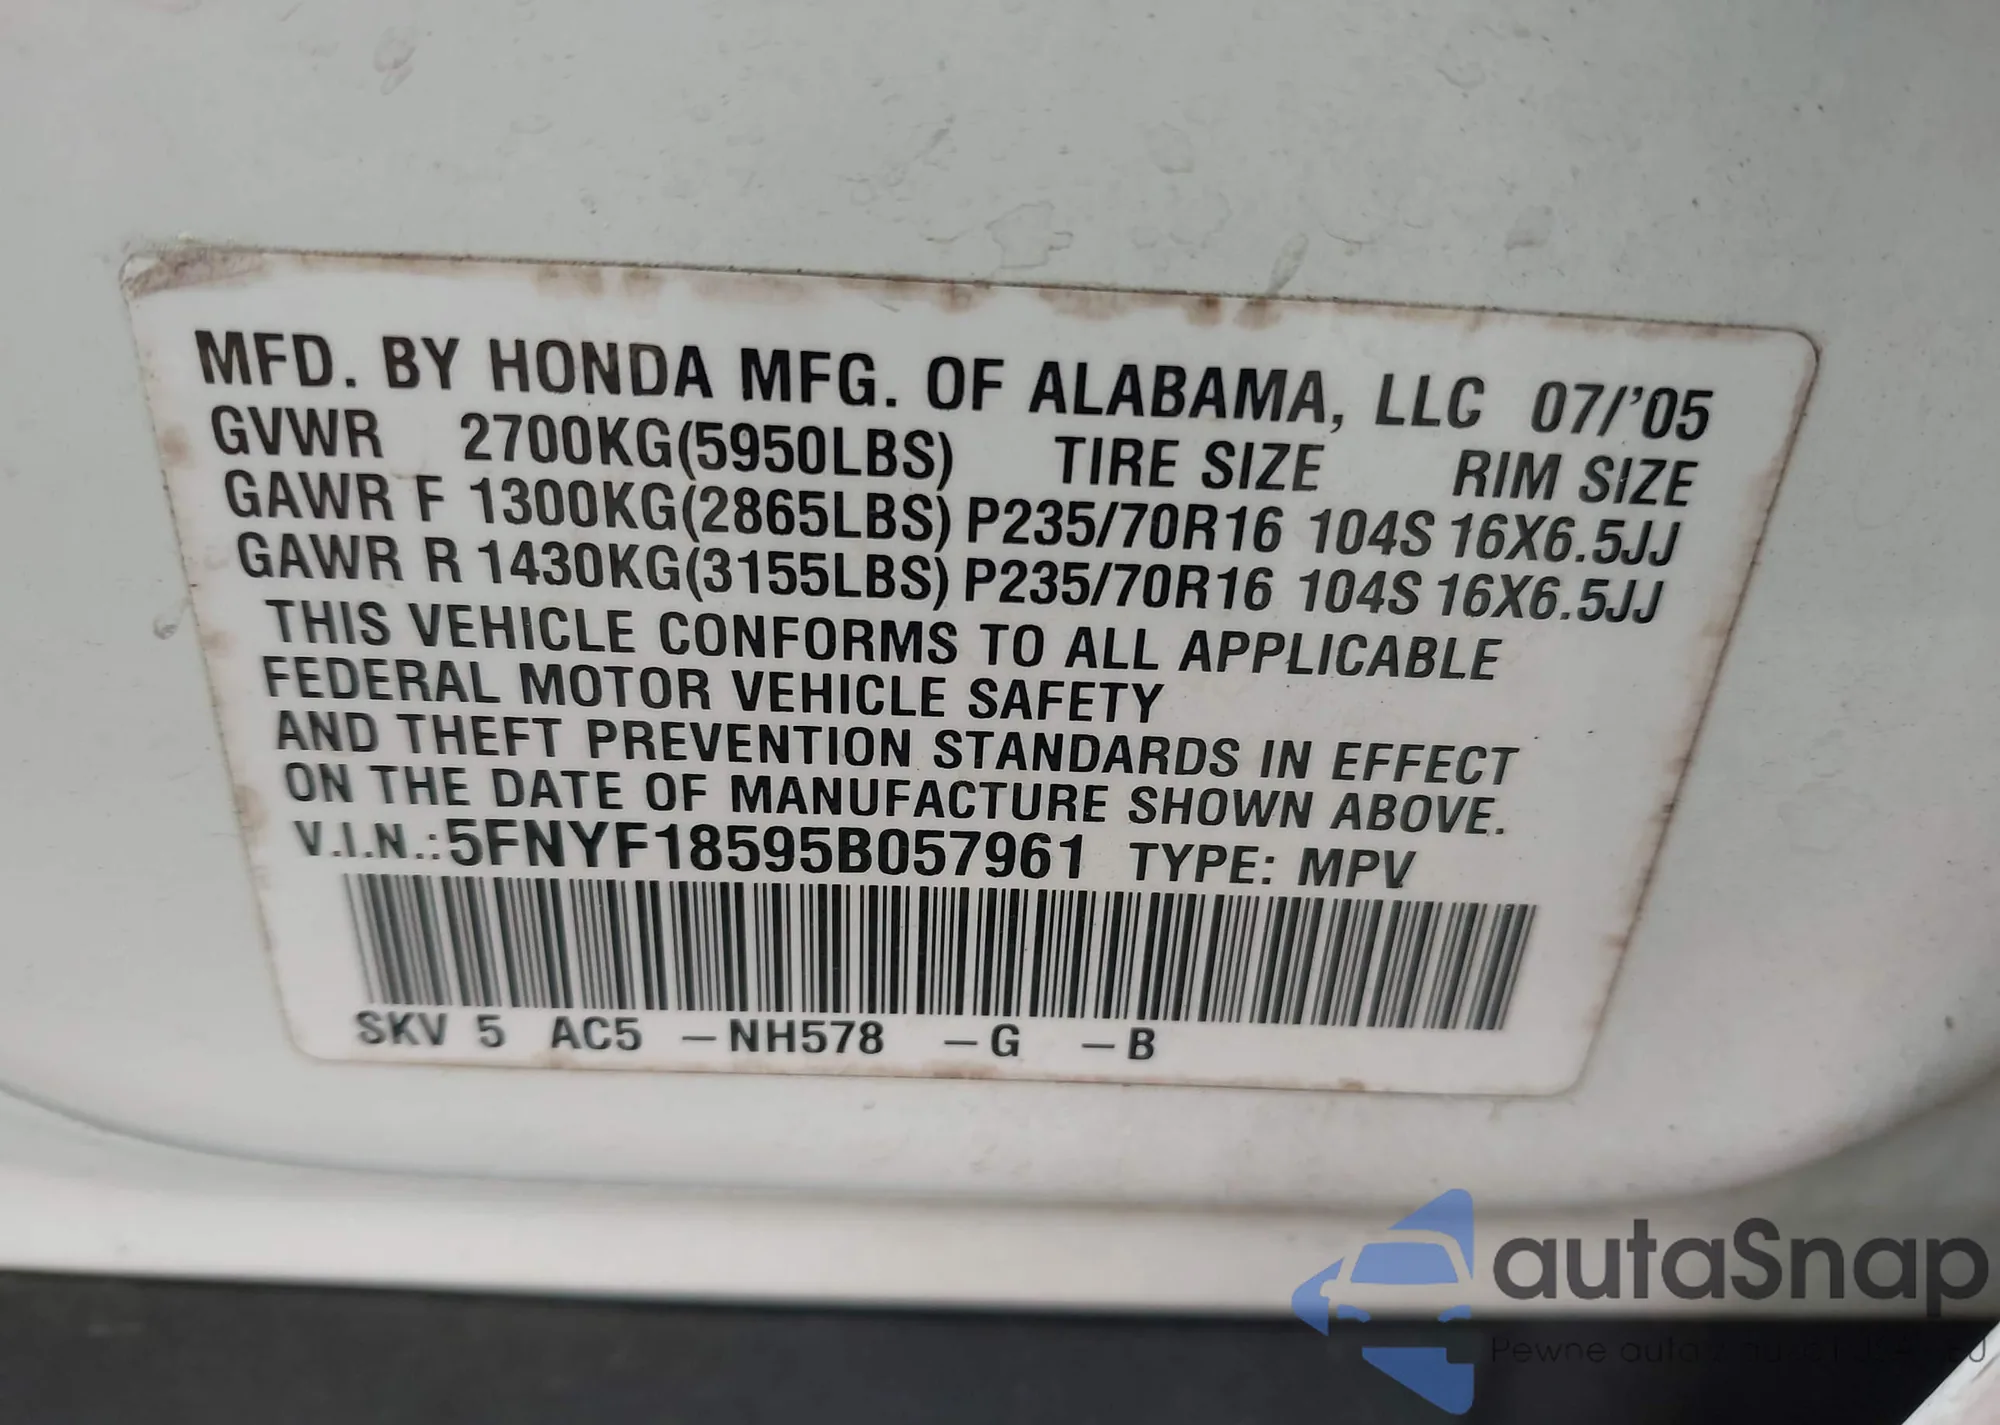 MFD. BY HONDA MFG. OF ALABAMA, LLC 07/'05
GVWR 2700KG(5950LBS) TIRE SIZE RIM SIZE
GAWR F 1300KG(2865LBS) P235/70R16 104S 16X6.5JJ
GAWR R 1430KG(3155LBS) P235/70R16 104S 16X6.5JJ
THIS VEHICLE CONFORMS TO ALL APPLICABLE
FEDERAL MOTOR VEHICLE SAFETY
AND THEFT PREVENTION STANDARDS IN EFFECT
ON THE DATE OF MANUFACTURE SHOWN ABOVE.
V.I.N.:5FNYF18595B057961 TYPE: MPV
SKV 5 AC5 –NH578 –G –B
autaSnap
Pewne auta z